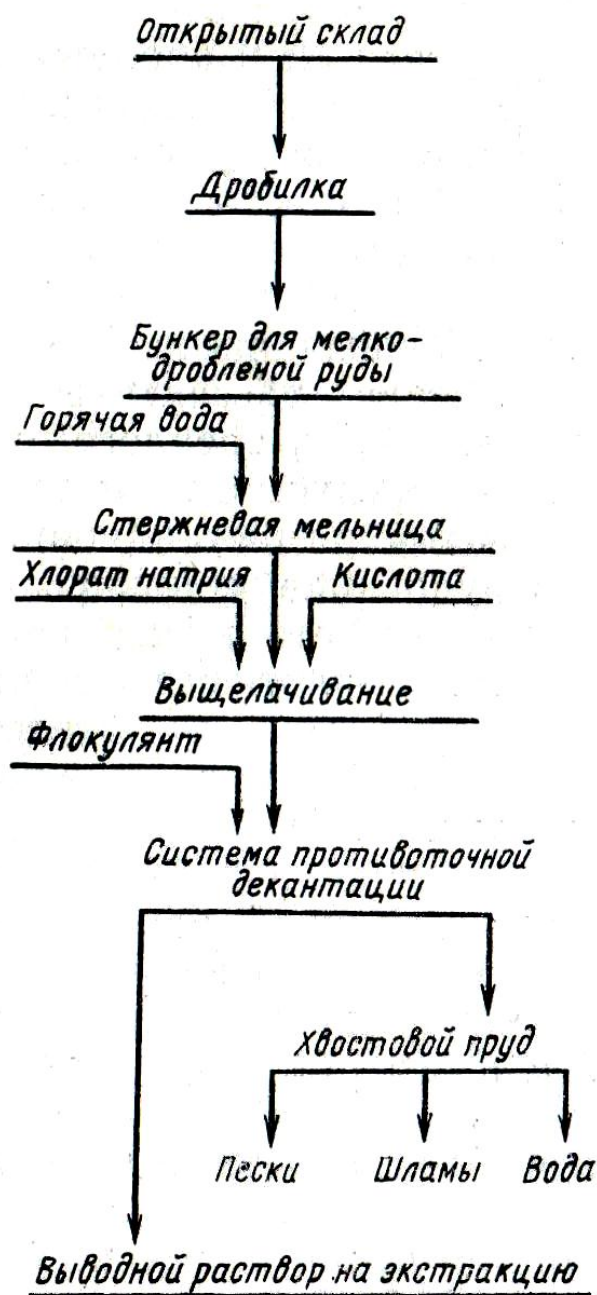 Открытый склад
Дробилка
Бункер для мелко-
дробленой руды
Горячая вода
Стержневая мельница
Хлорат натрия Кислота
Выщелачивание
Флокулянт
Система противоточной
декантации
Хвостовой пруд
Пески Шламы Вода
Выводной раствор на экстракцию